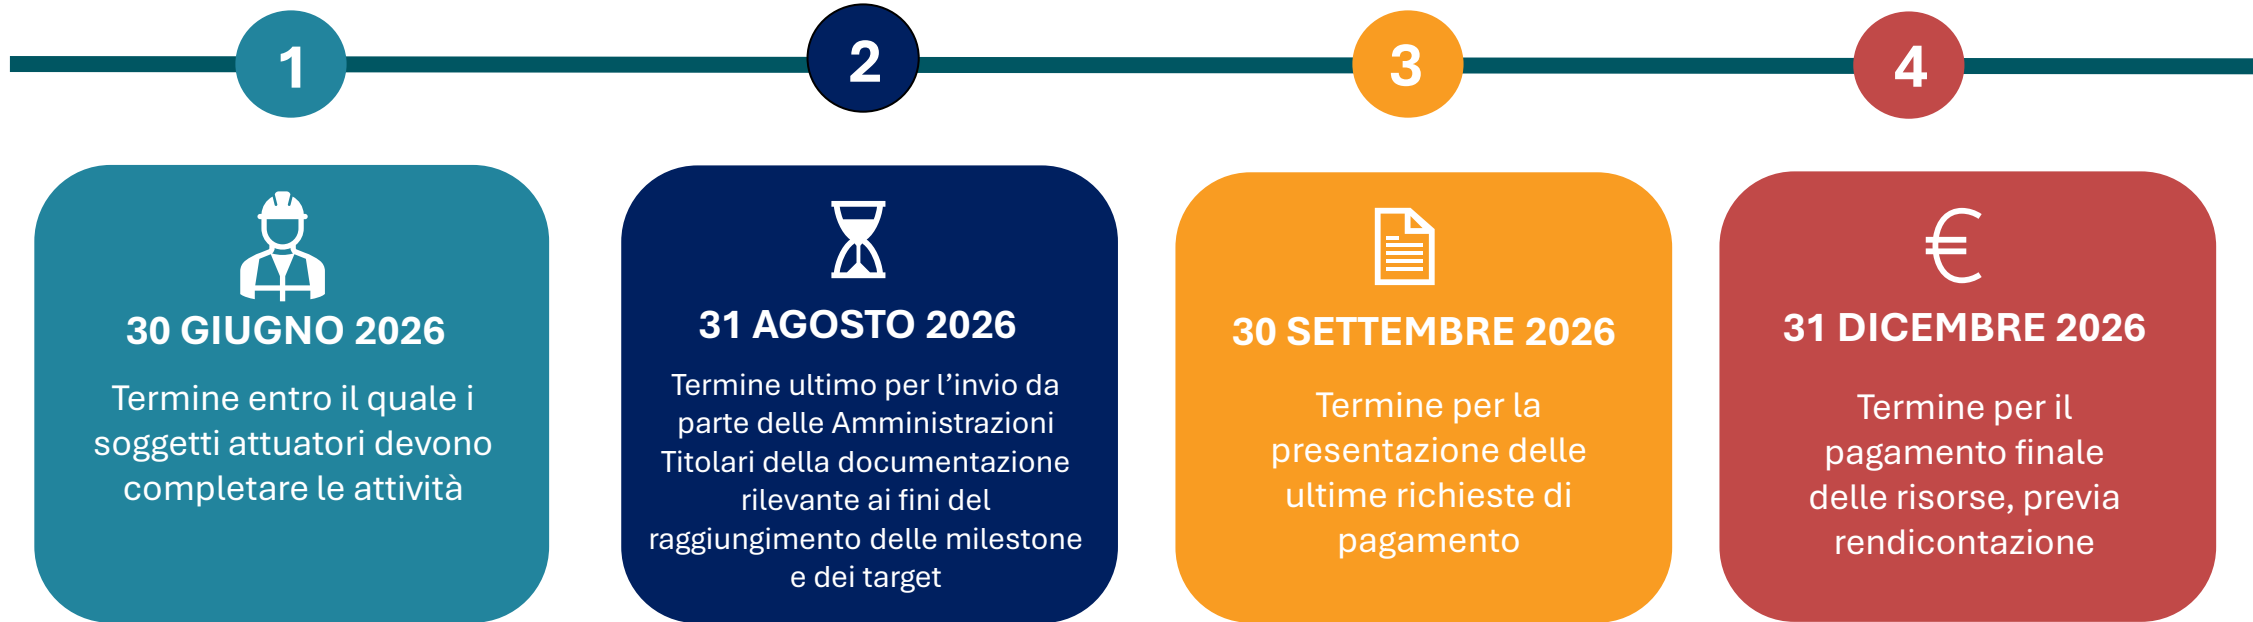 1
2
3
4
30 GIUGNO 2026
Termine entro il quale i
soggetti attuatori devono
completare le attività
31 AGOSTO 2026
Termine ultimo per l’invio da
parte delle Amministrazioni
Titolari della documentazione
rilevante ai fini del
raggiungimento delle milestone
e dei target
30 SETTEMBRE 2026
Termine per la
presentazione delle
ultime richieste di
pagamento
€
31 DICEMBRE 2026
Termine per il
pagamento finale
delle risorse, previa
rendicontazione